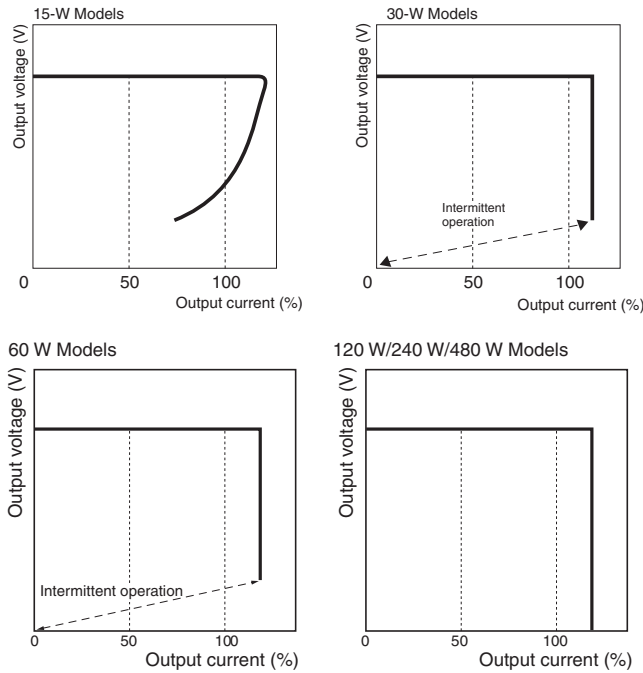 15-W Models
Output voltage (V)
0
50
100
Output current (%)
30-W Models
Output voltage (V)
Intermittent
operation
0
50
100
Output current (%)
60 W Models
Output voltage (V)
Intermittent operation
0
50
100
Output current (%)
120 W/240 W/480 W Models
Output voltage (V)
0
50
100
Output current (%)